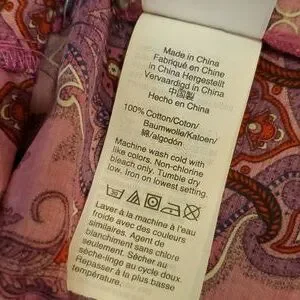 Made in China
Fabriqué en Chine
in China Hergestellt
Vervaardigd in China
中国製
Hecho en China
100% Cotton/Coton/
Baumwolle/Katoen/
綿/algodón
Machine wash cold with
like colors. Non-chlorine
bleach only. Tumble dry
low. Iron on lowest setting.
Laver à la machine à l'eau
froide avec des couleurs
similaires. Agent de
blanchiment sans chlore
seulement. Sécher au
sèche-linge au cycle doux.
Repasser à la plus basse
température.